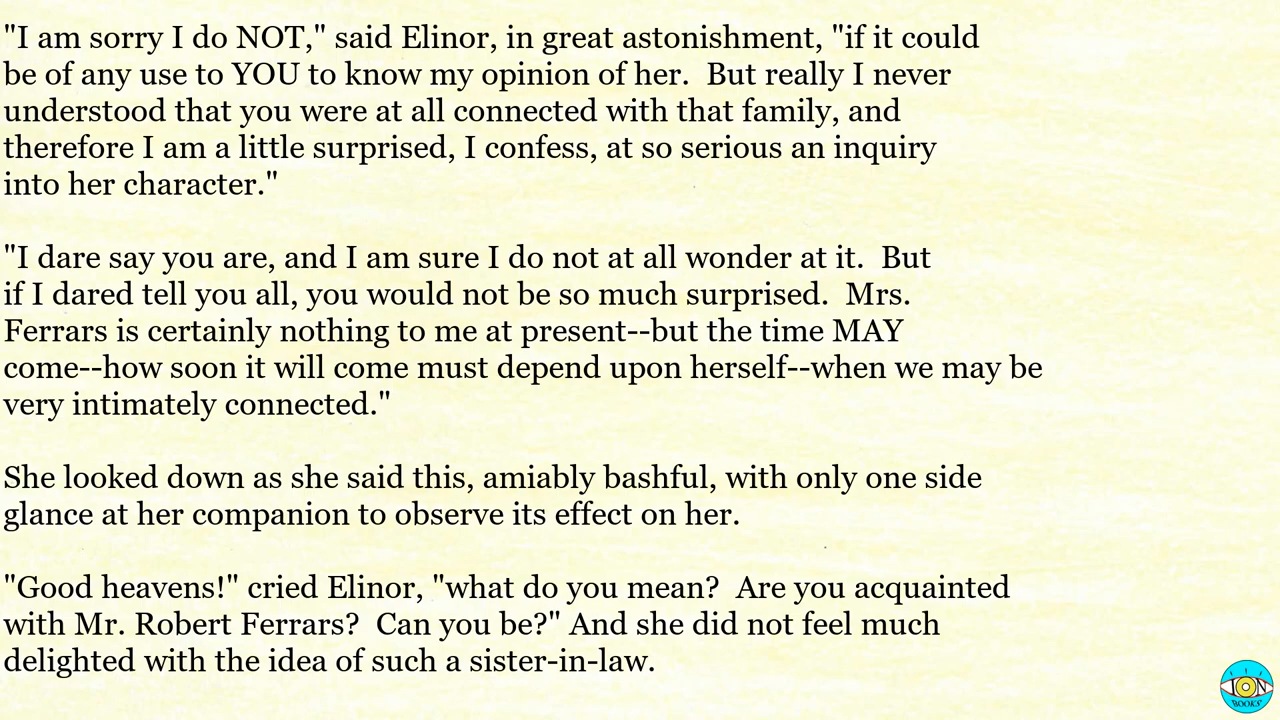 "I am sorry I do NOT," said Elinor, in great astonishment, "if it could
be of any use to YOU to know my opinion of her.  But really I never
understood that you were at all connected with that family, and
therefore I am a little surprised, I confess, at so serious an inquiry
into her character."
"I dare say you are, and I am sure I do not at all wonder at it.  But
if I dared tell you all, you would not be so much surprised.  Mrs.
Ferrars is certainly nothing to me at present--but the time MAY
come--how soon it will come must depend upon herself--when we may be
very intimately connected."
She looked down as she said this, amiably bashful, with only one side
glance at her companion to observe its effect on her.
"Good heavens!" cried Elinor, "what do you mean?  Are you acquainted
with Mr. Robert Ferrars?  Can you be?" And she did not feel much
delighted with the idea of such a sister-in-law.
ION
BOOKS